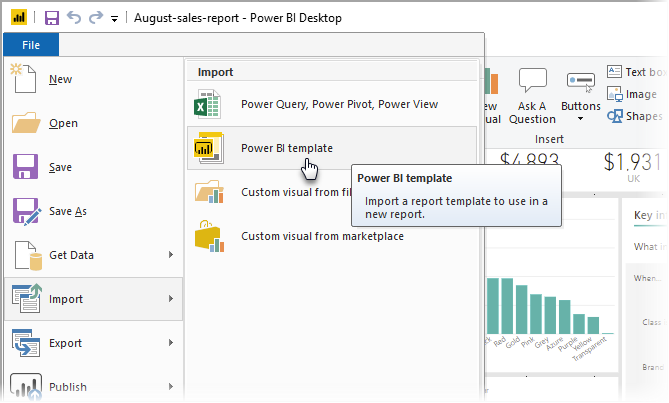 August-sales-report - Power BI Desktop
File
New
Open
Save
Save As
Get Data
Import
Export
Publish
Import
Power Query, Power Pivot, Power View
Power BI template
Custom visual from fil
Custom visual from marketplace
Power BI template
Import a report template to use in a
new report.
Ask A
Question
Buttons
Text bo
Image
Shapes
Insert
$4,893
$1,931
UK
Red
Gold
Pink
Grey
Azure
Purple
Yellow
Transparent
Key in
What in
When...
Class
Brand